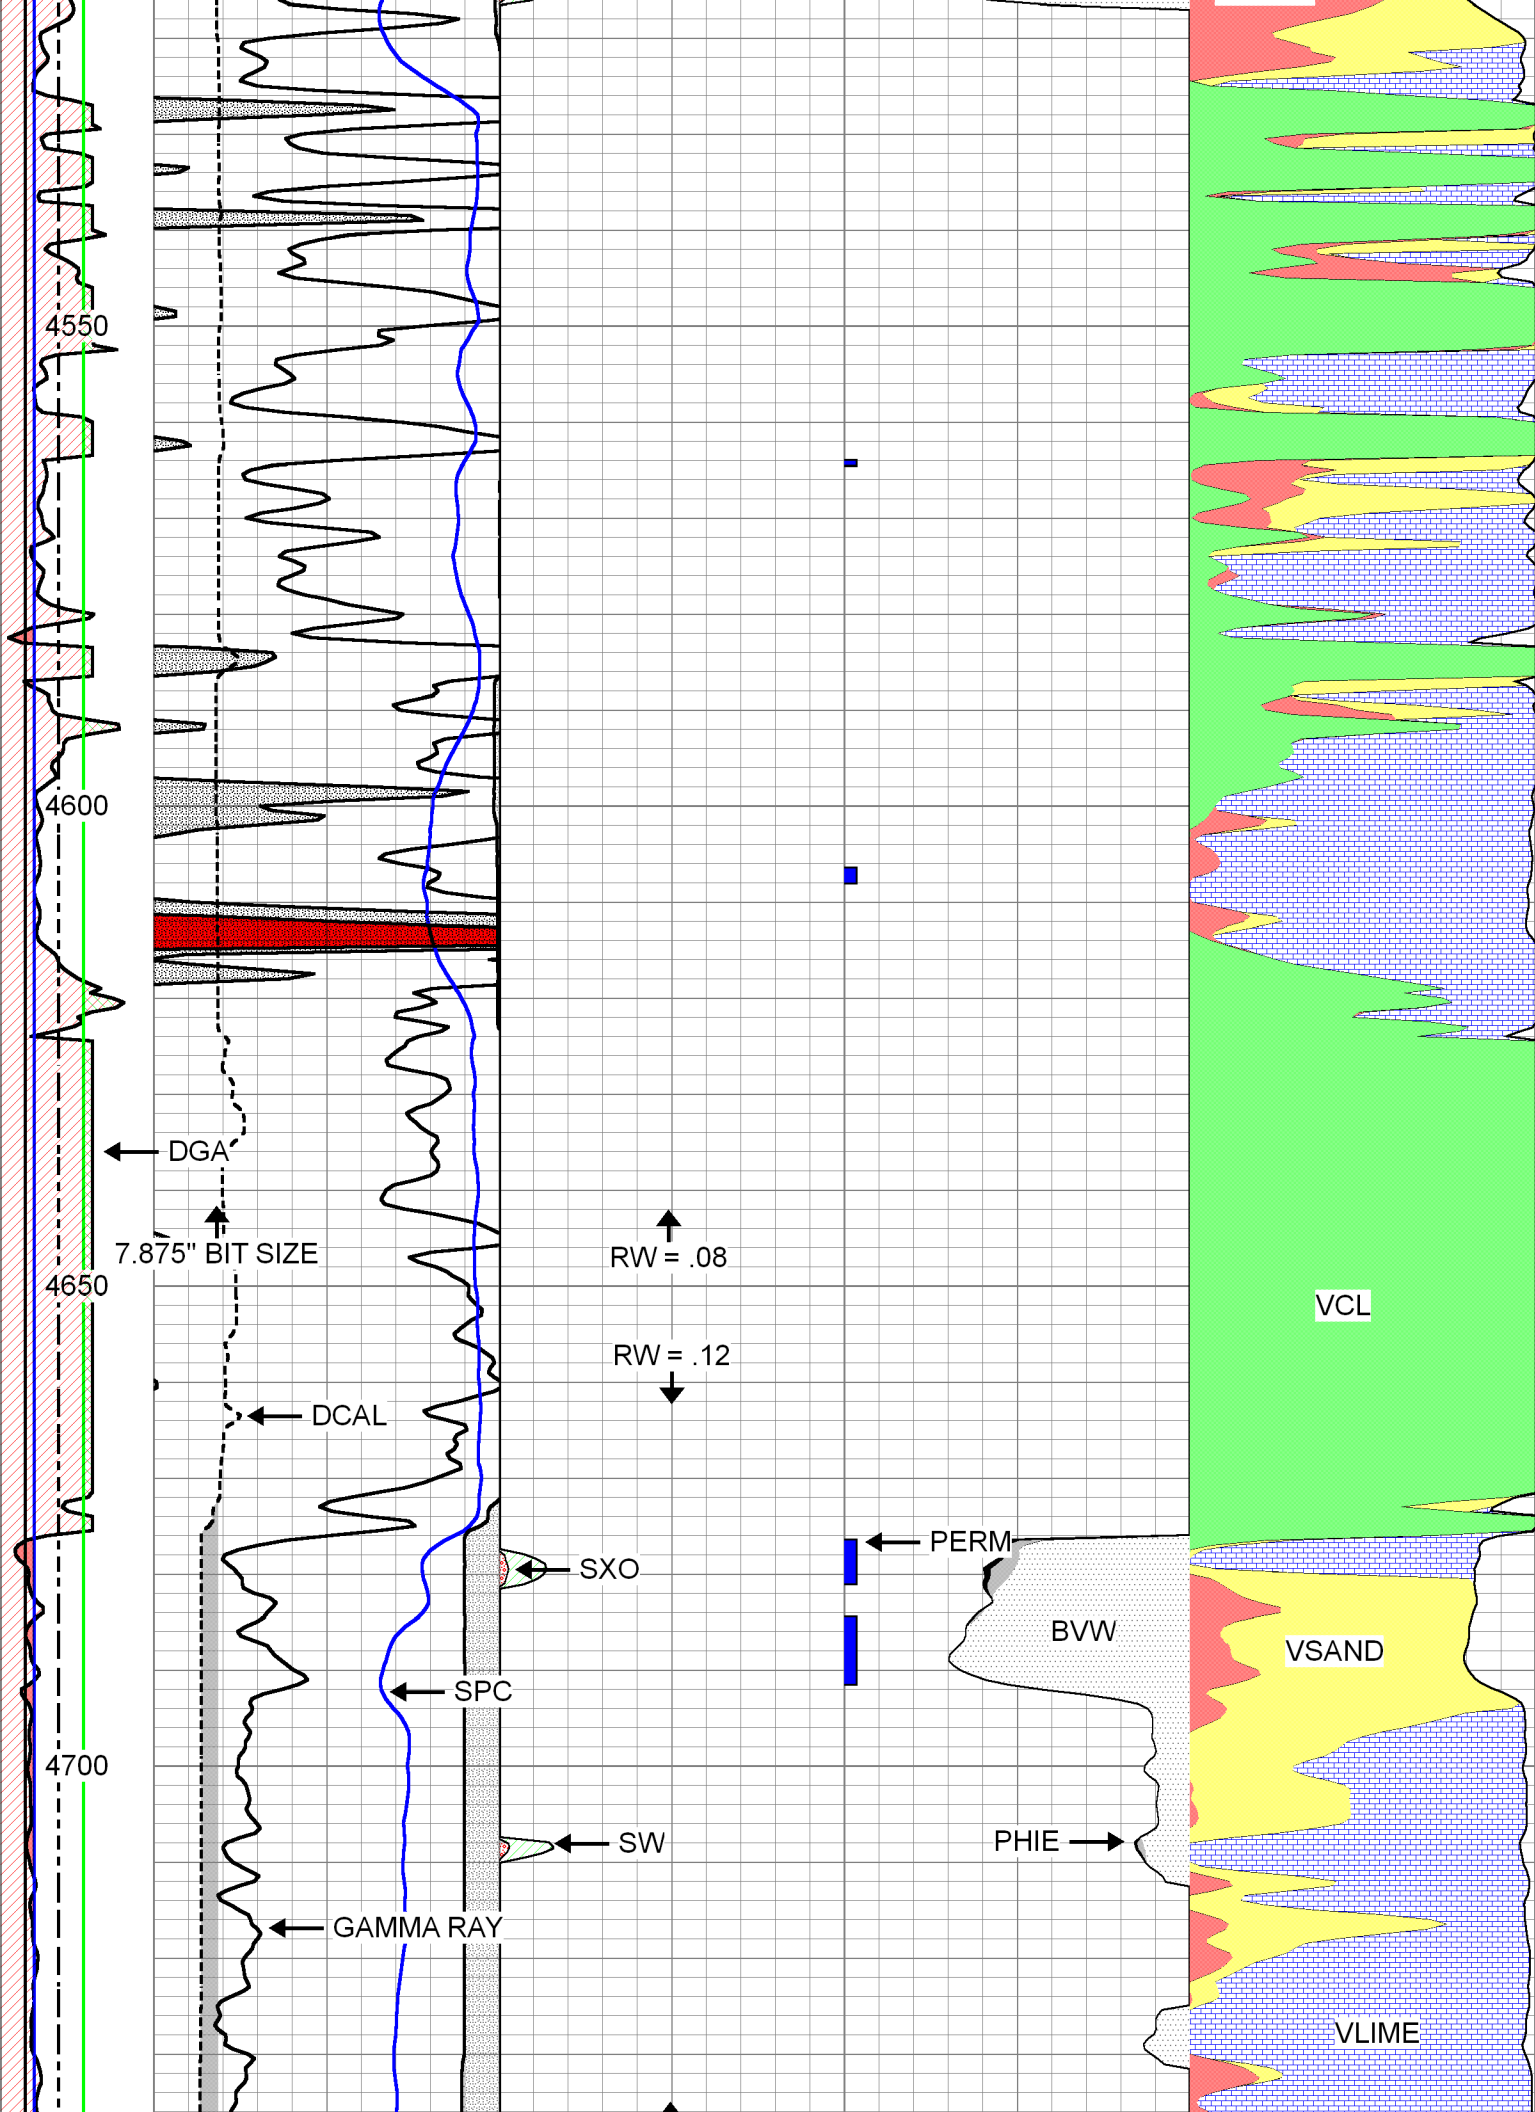 4550
4600
DGA
7.875" BIT SIZE
RW = .08
4650
VCL
RW = .12
DCAL
PERM
SXO
BVW
VSAND
SPC
4700
SW
PHIE
GAMMA RAY
VLIME